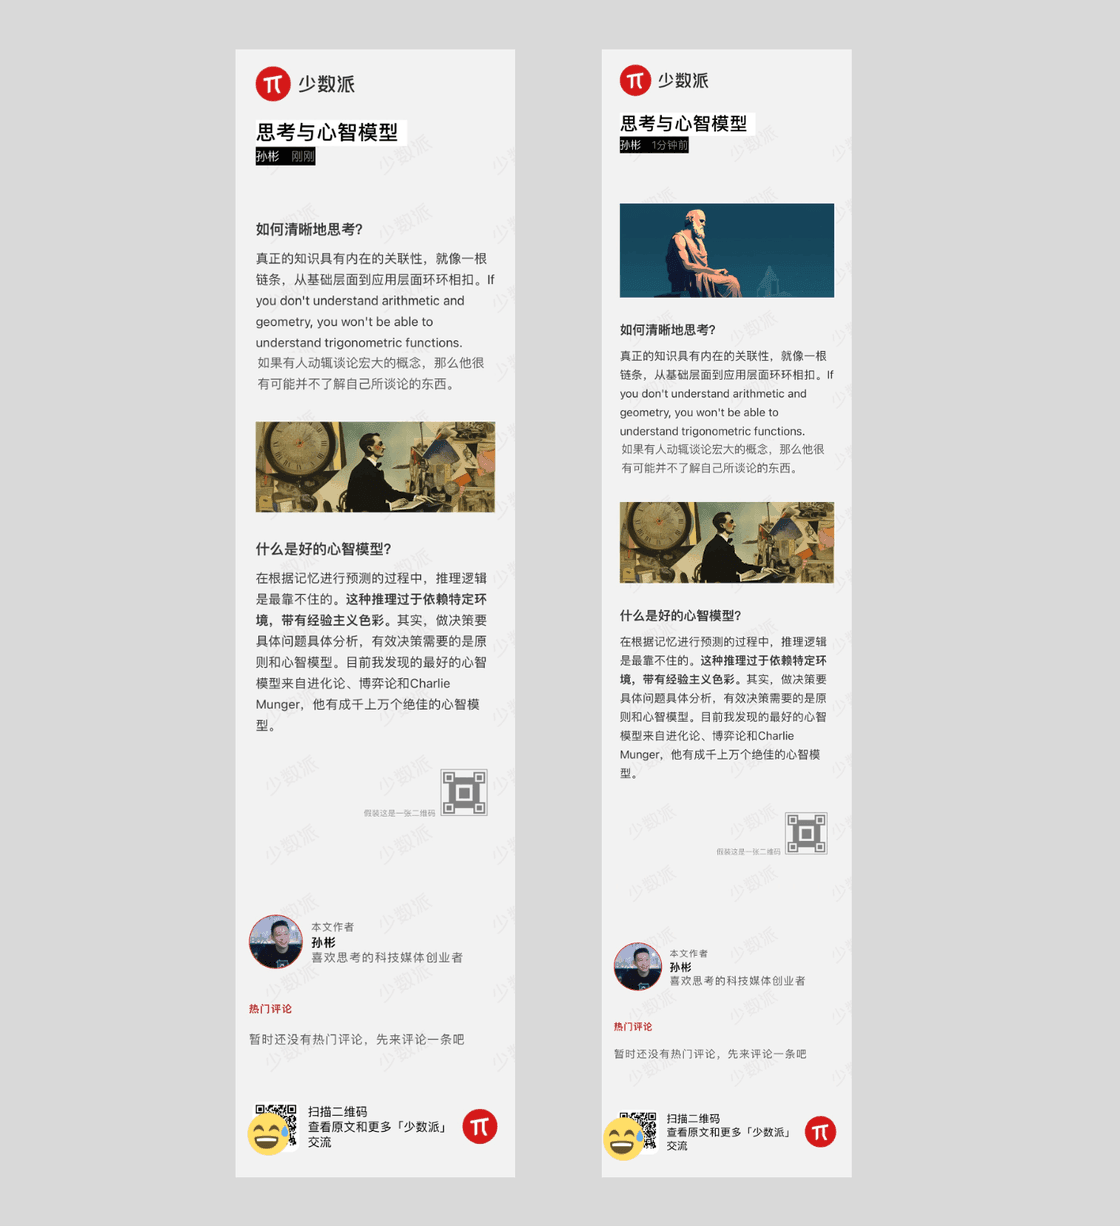 少数派
思考与心智模型
孙彬 刚刚
如何清晰地思考?
真正的知识具有内在的关联性，就像一根
链条，从基础层面到应用层面环环相扣。If
you don't understand arithmetic and
geometry, you won't be able to
understand trigonometric functions.
如果有人动辄谈论宏大的概念，那么他很
有可能并不了解自己所谈论的东西。
什么是好的心智模型?
在根据记忆进行预测的过程中，推理逻辑
是最靠不住的。这种推理过于依赖特定环
境，带有经验主义色彩。其实，做决策要
具体问题具体分析，有效决策需要的是原
则和心智模型。目前我发现的最好的心智
模型来自进化论、博弈论和Charlie
Munger，他有成千上万个绝佳的心智模
型。
假装这是一张二维码
本文作者
孙彬
喜欢思考的科技媒体创业者
热门评论
暂时还没有热门评论，先来评论一条吧
扫描二维码
查看原文和更多「少数派」
交流
少数派
思考与心智模型
孙彬 1分钟前
如何清晰地思考?
真正的知识具有内在的关联性，就像一根
链条，从基础层面到应用层面环环相扣。If
you don't understand arithmetic and
geometry, you won't be able to
understand trigonometric functions.
如果有人动辄谈论宏大的概念，那么他很
有可能并不了解自己所谈论的东西。
什么是好的心智模型?
在根据记忆进行预测的过程中，推理逻辑
是最靠不住的。这种推理过于依赖特定环
境，带有经验主义色彩。其实，做决策要
具体问题具体分析，有效决策需要的是原
则和心智模型。目前我发现的最好的心智
模型来自进化论、博弈论和Charlie
Munger，他有成千上万个绝佳的心智模
型。
假装这是一张二维码
本文作者
孙彬
喜欢思考的科技媒体创业者
热门评论
暂时还没有热门评论，先来评论一条吧
扫描二维码
查看原文和更多「少数派」
交流